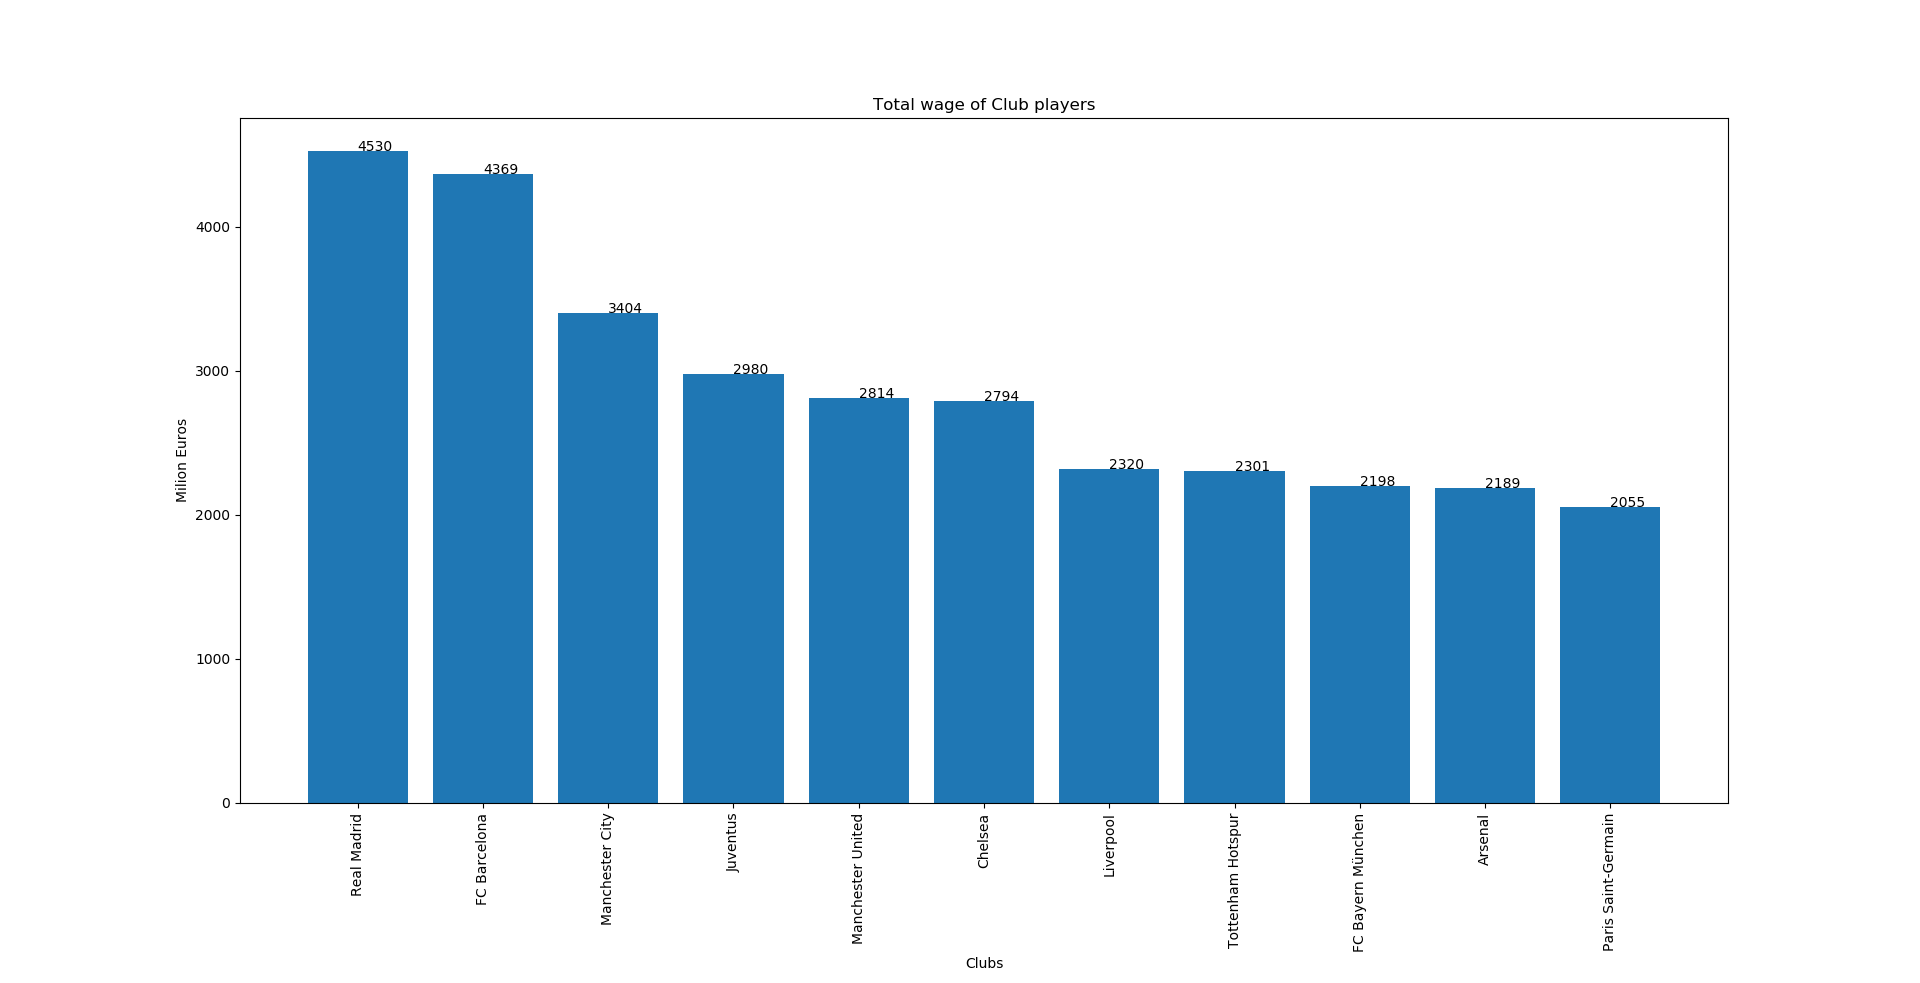 Total wage of Club players
4530
4369
3404
2980
2814
2794
2320
2301
2198
2189
2055
4000
3000
2000
1000
0
Milion Euros
Real Madrid
FC Barcelona
Manchester City
Juventus
Manchester United
Chelsea
Liverpool
Tottenham Hotspur
FC Bayern München
Arsenal
Paris Saint-Germain
Clubs